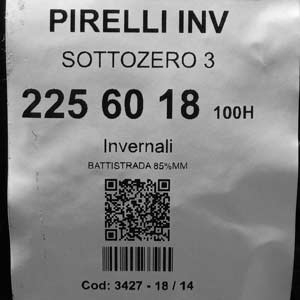 PIRELLI INV
SOTTOZERO 3
225 60 18 100H
Invernali
BATTISTRADA 85%MM
Cod: 3427 - 18 / 14